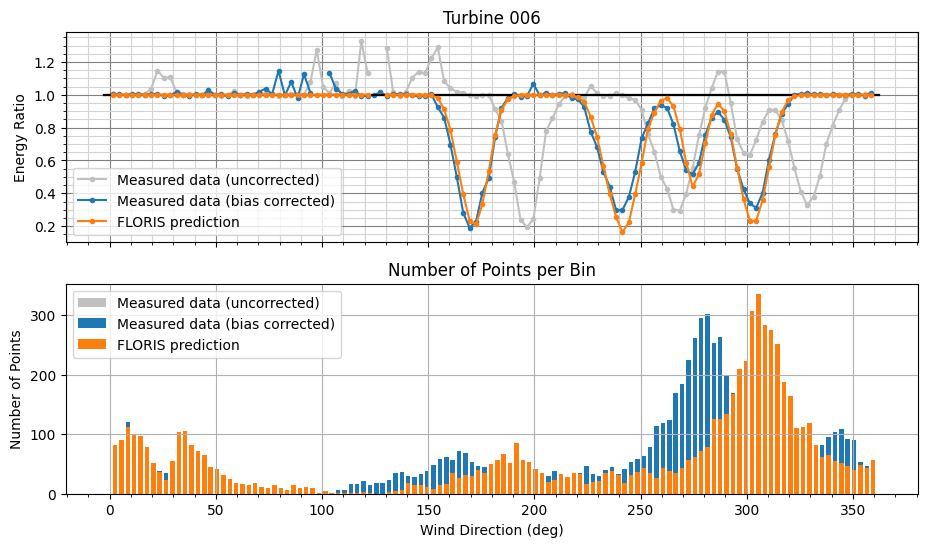 Turbine 006
Energy Ratio
1.2
1.0
0.8
0.6
0.4
0.2
Measured data (uncorrected)
Measured data (bias corrected)
FLORIS prediction
Number of Points per Bin
Number of Points
300
200
100
0
Measured data (uncorrected)
Measured data (bias corrected)
FLORIS prediction
0 50 100 150 200 250 300 350
Wind Direction (deg)